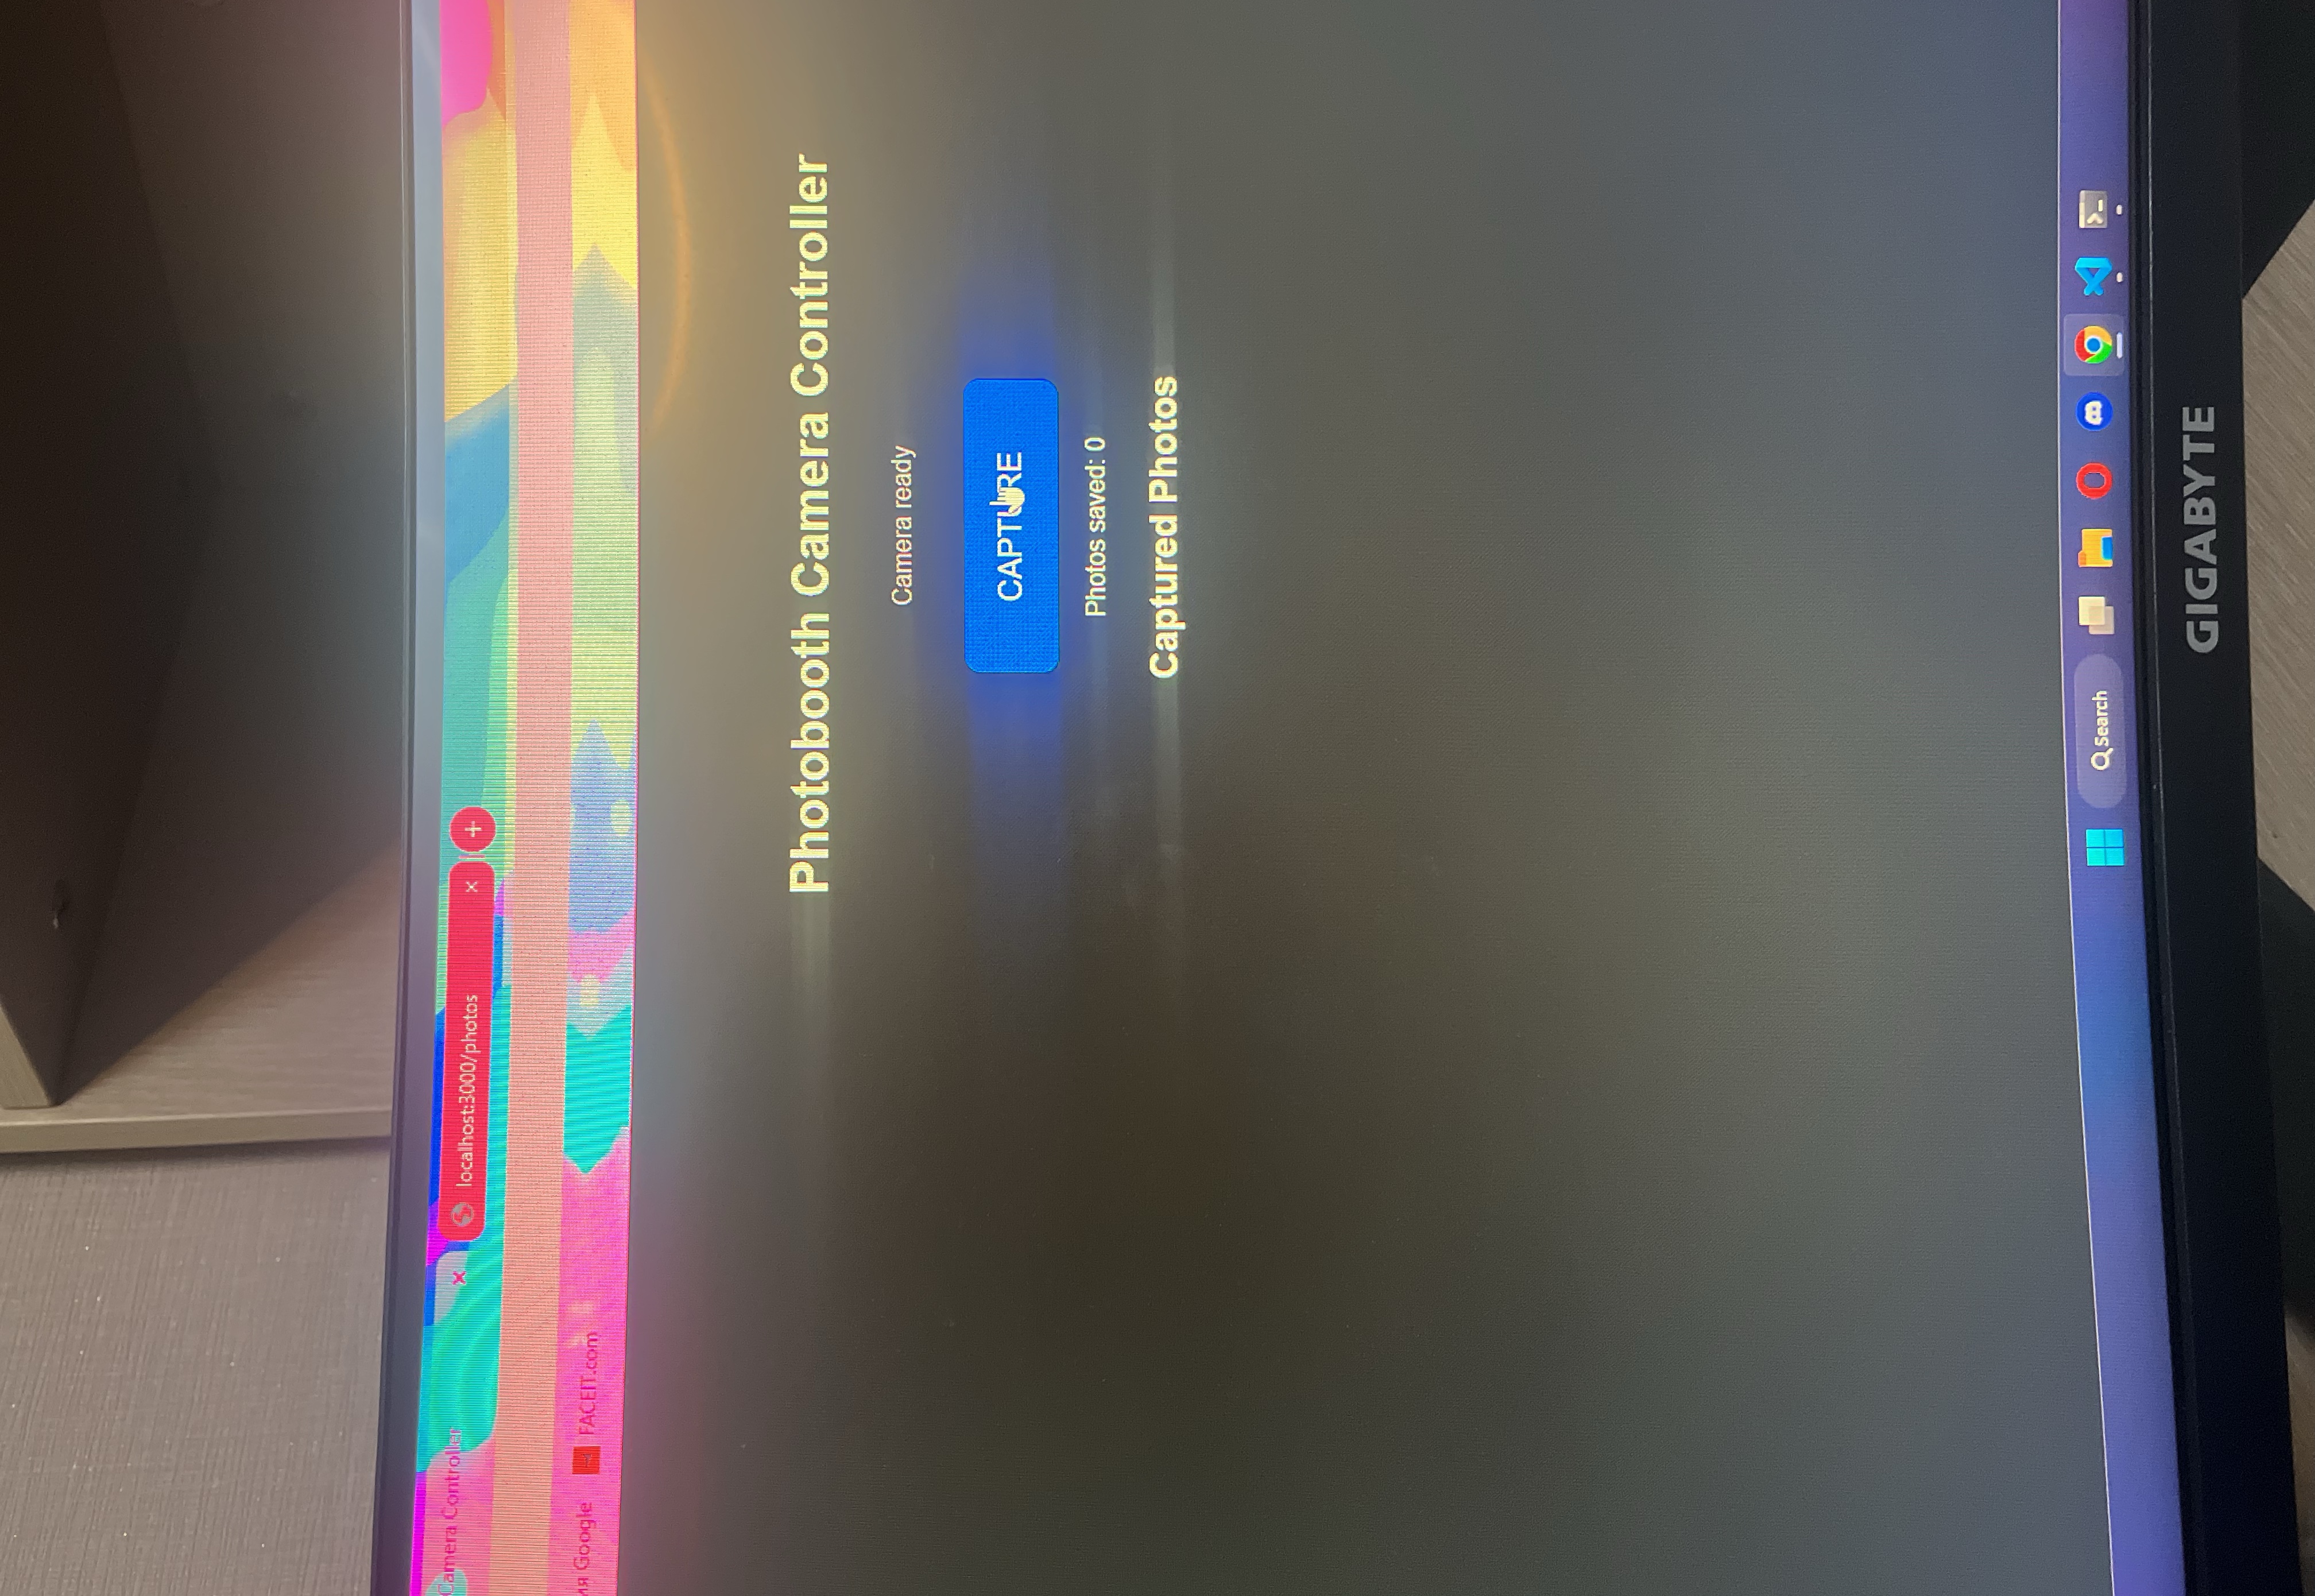 Camera Controller
localhost:3000/photos
ия Google
FACEIT.com
Photobooth Camera Controller
Camera ready
CAPTURE
Photos saved: 0
Captured Photos
Search
GIGABYTE